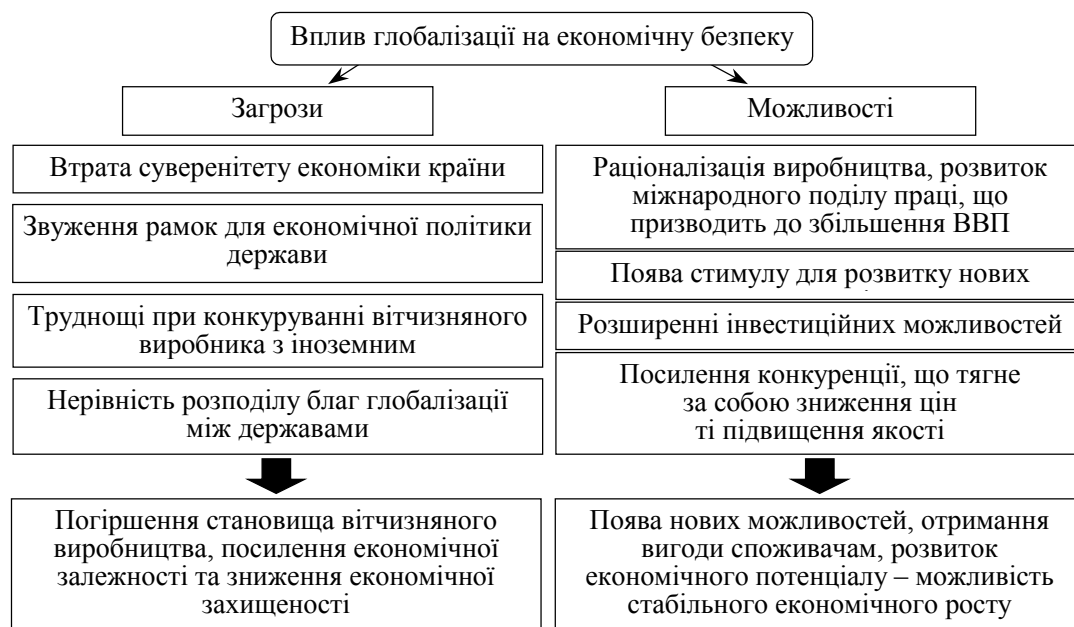 Вплив глобалізації на економічну безпеку
Загрози
Втрата суверенітету економіки країни
Звуження рамок для економічної політики
держави
Труднощі при конкуруванні вітчизняного
виробника з іноземним
Нерівність розподілу благ глобалізації
між державами
Погіршення становища вітчизняного
виробництва, посилення економічної
залежності та зниження економічної
захищеності
Можливості
Раціоналізація виробництва, розвиток
міжнародного поділу праці, що
призводить до збільшення ВВП
Поява стимулу для розвитку нових
Розширенні інвестиційних можливостей
Посилення конкуренції, що тягне
за собою зниження цін
ті підвищення якості
Поява нових можливостей, отримання
вигоди споживачам, розвиток
економічного потенціалу – можливість
стабільного економічного росту